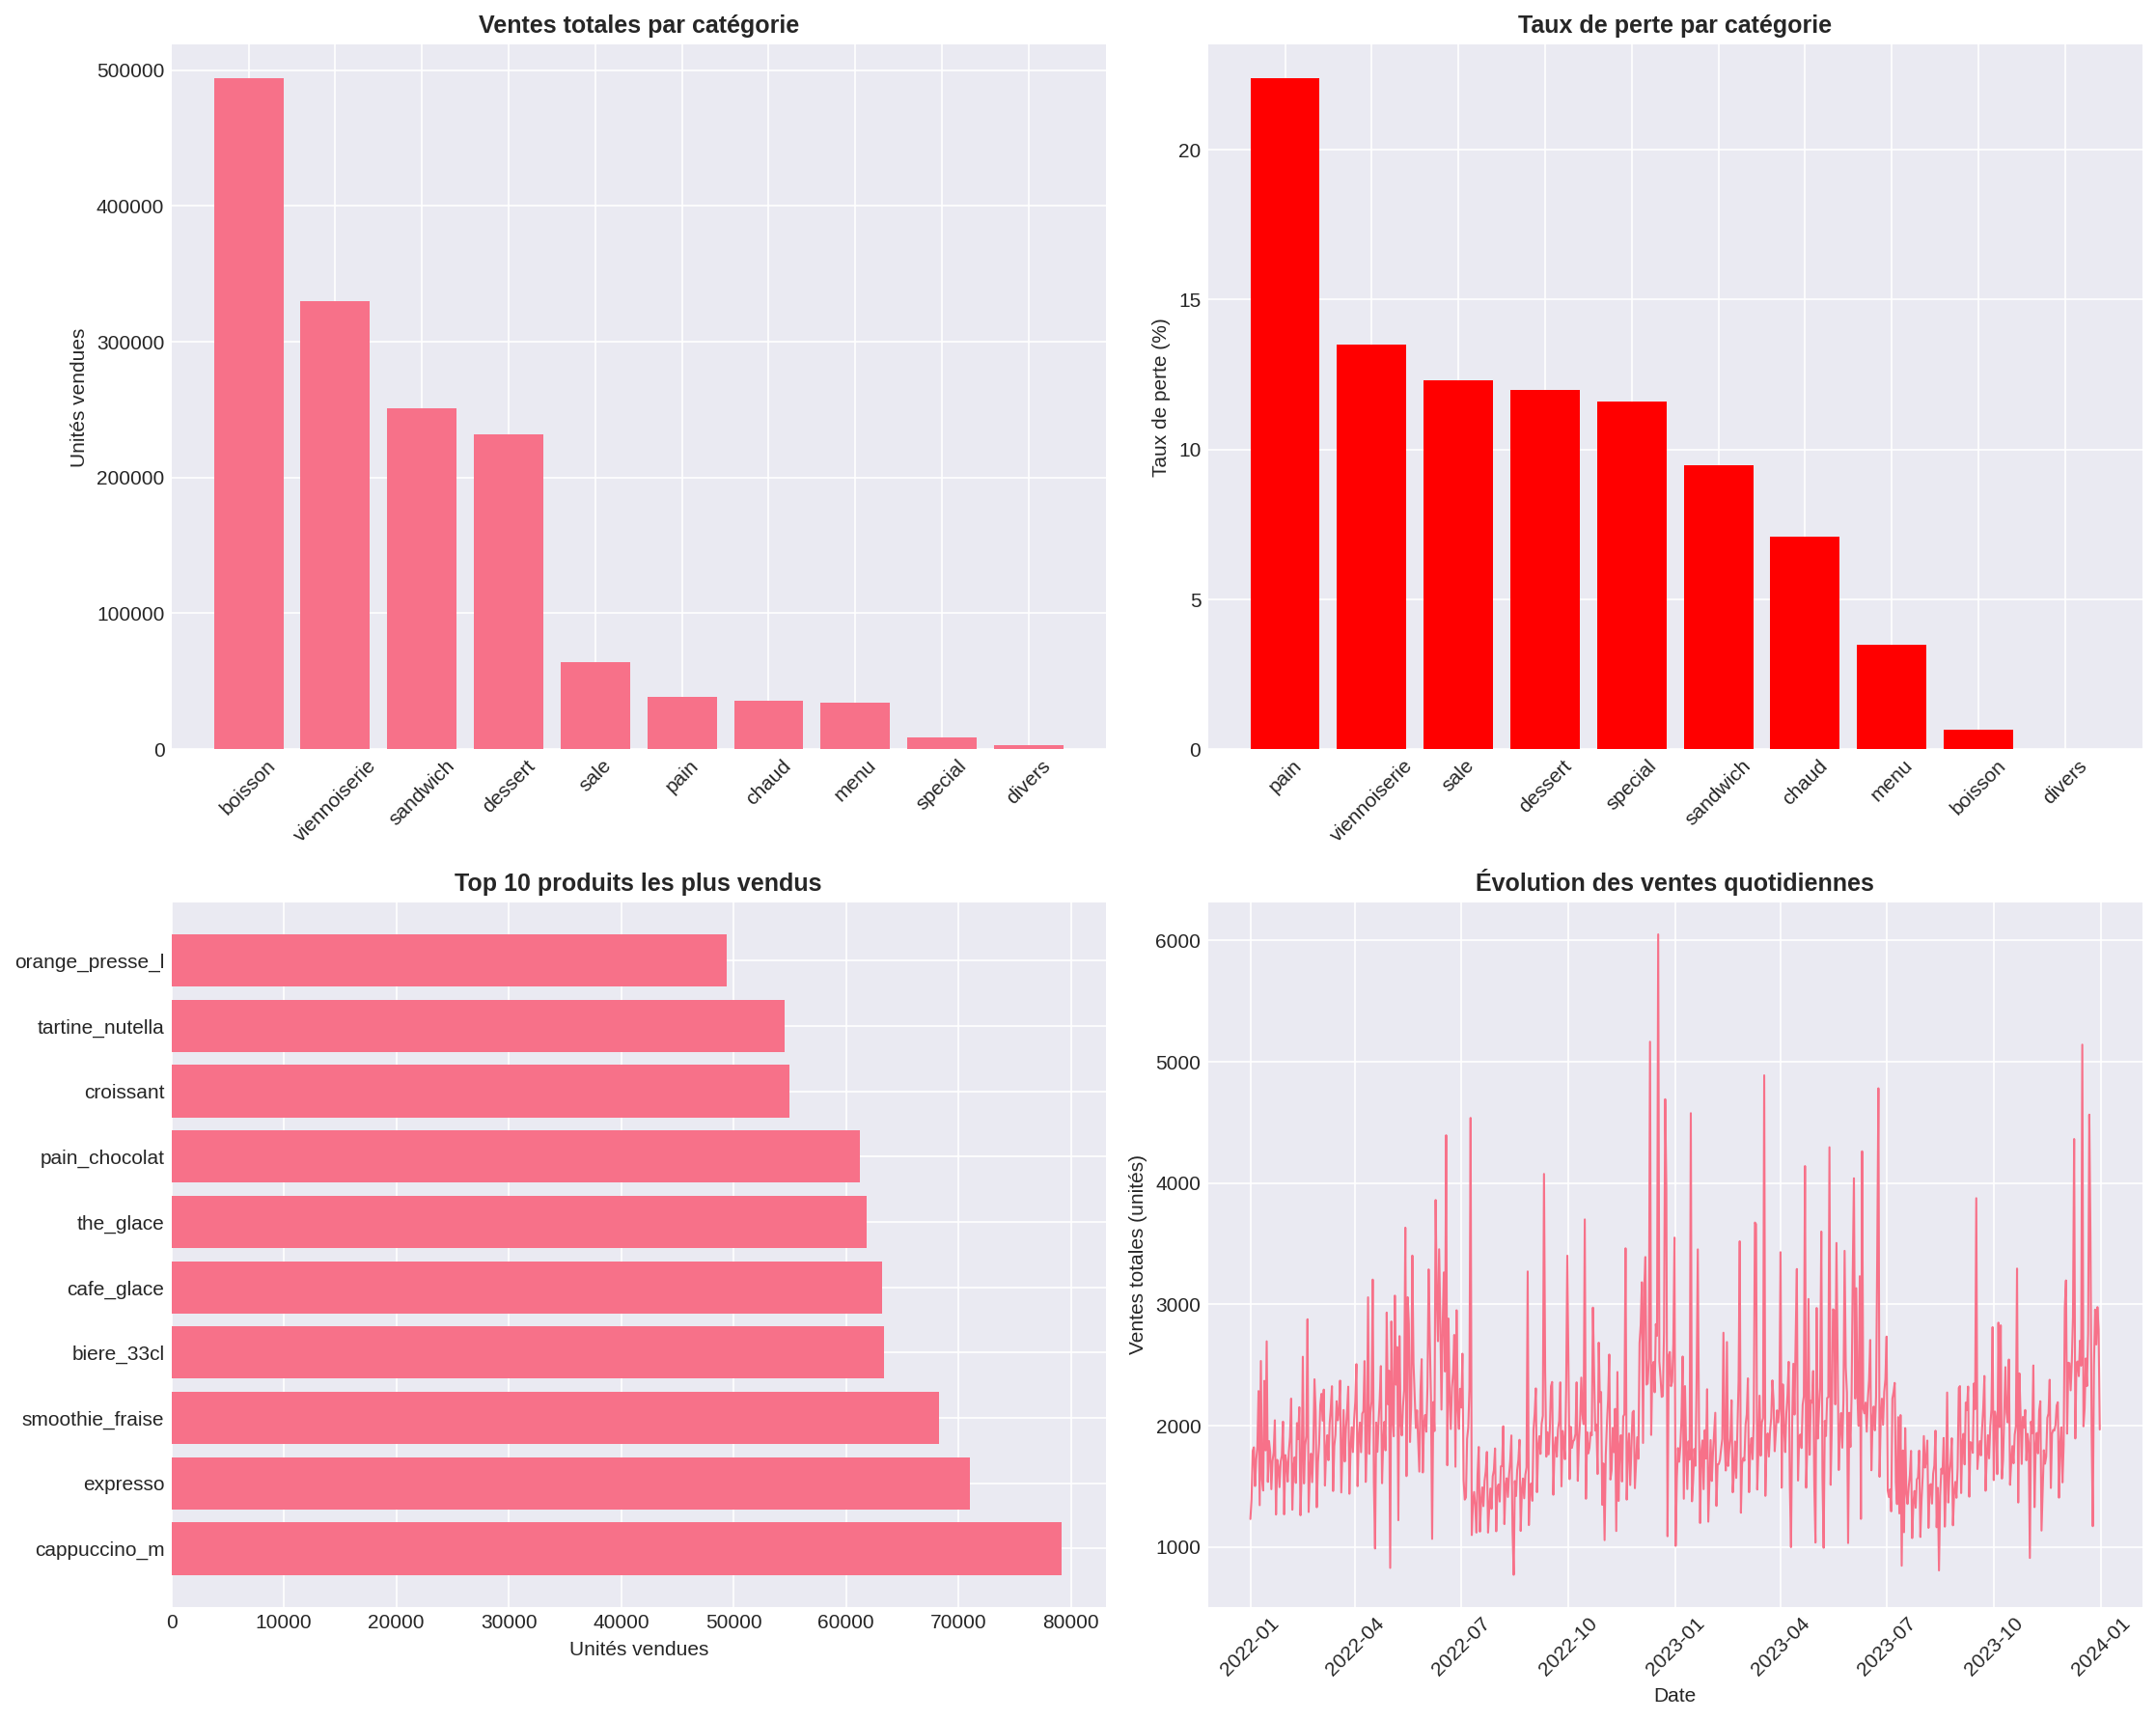 Ventes totales par catégorie
Unités vendues
500000
400000
300000
200000
100000
0
boisson
viennoiserie
sandwich
dessert
sale
pain
chaud
menu
special
divers
Taux de perte par catégorie
Taux de perte (%)
20
15
10
5
0
pain
viennoiserie
sale
dessert
special
sandwich
chaud
menu
boisson
divers
Top 10 produits les plus vendus
orange_presse_l
tartine_nutella
croissant
pain_chocolat
the_glace
cafe_glace
biere_33cl
smoothie_fraise
expresso
cappuccino_m
0
10000
20000
30000
40000
50000
60000
70000
80000
Unités vendues
Évolution des ventes quotidiennes
Ventes totales (unités)
6000
5000
4000
3000
2000
1000
2022-01
2022-04
2022-07
2022-10
2023-01
2023-04
2023-07
2023-10
2024-01
Date